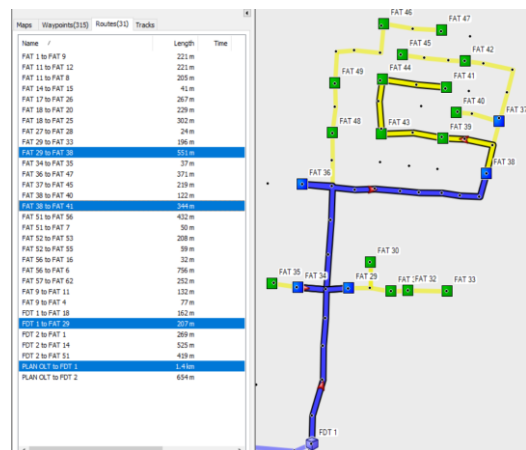 Maps Waypoints(315) Routes(31) Tracks
Name / Length Time
FAT 1 to FAT 9 221 m
FAT 11 to FAT 12 221 m
FAT 11 to FAT 8 205 m
FAT 14 to FAT 15 41 m
FAT 17 to FAT 26 267 m
FAT 18 to FAT 20 229 m
FAT 18 to FAT 25 302 m
FAT 27 to FAT 28 24 m
FAT 29 to FAT 33 196 m
FAT 29 to FAT 38 551 m
FAT 34 to FAT 35 37 m
FAT 36 to FAT 47 371 m
FAT 37 to FAT 45 219 m
FAT 38 to FAT 40 122 m
FAT 38 to FAT 41 344 m
FAT 51 to FAT 56 432 m
FAT 51 to FAT 7 50 m
FAT 52 to FAT 53 208 m
FAT 52 to FAT 55 59 m
FAT 56 to FAT 16 32 m
FAT 56 to FAT 6 756 m
FAT 57 to FAT 62 252 m
FAT 9 to FAT 11 132 m
FAT 9 to FAT 4 77 m
FDT 1 to FAT 18 162 m
FDT 1 to FAT 29 207 m
FDT 2 to FAT 1 269 m
FDT 2 to FAT 14 525 m
FDT 2 to FAT 51 419 m
PLAN OLT to FDT 1 1.4 km
PLAN OLT to FDT 2 654 m
FAT 46
FAT 47
FAT 45
FAT 42
FAT 44
FAT 49
FAT 41
FAT 40
FAT 37
FAT 48
FAT 43
FAT 39
FAT 36
FAT 38
FAT 30
FAT 35
FAT 34
FAT 29
FAT 32
FAT 33
FDT 1